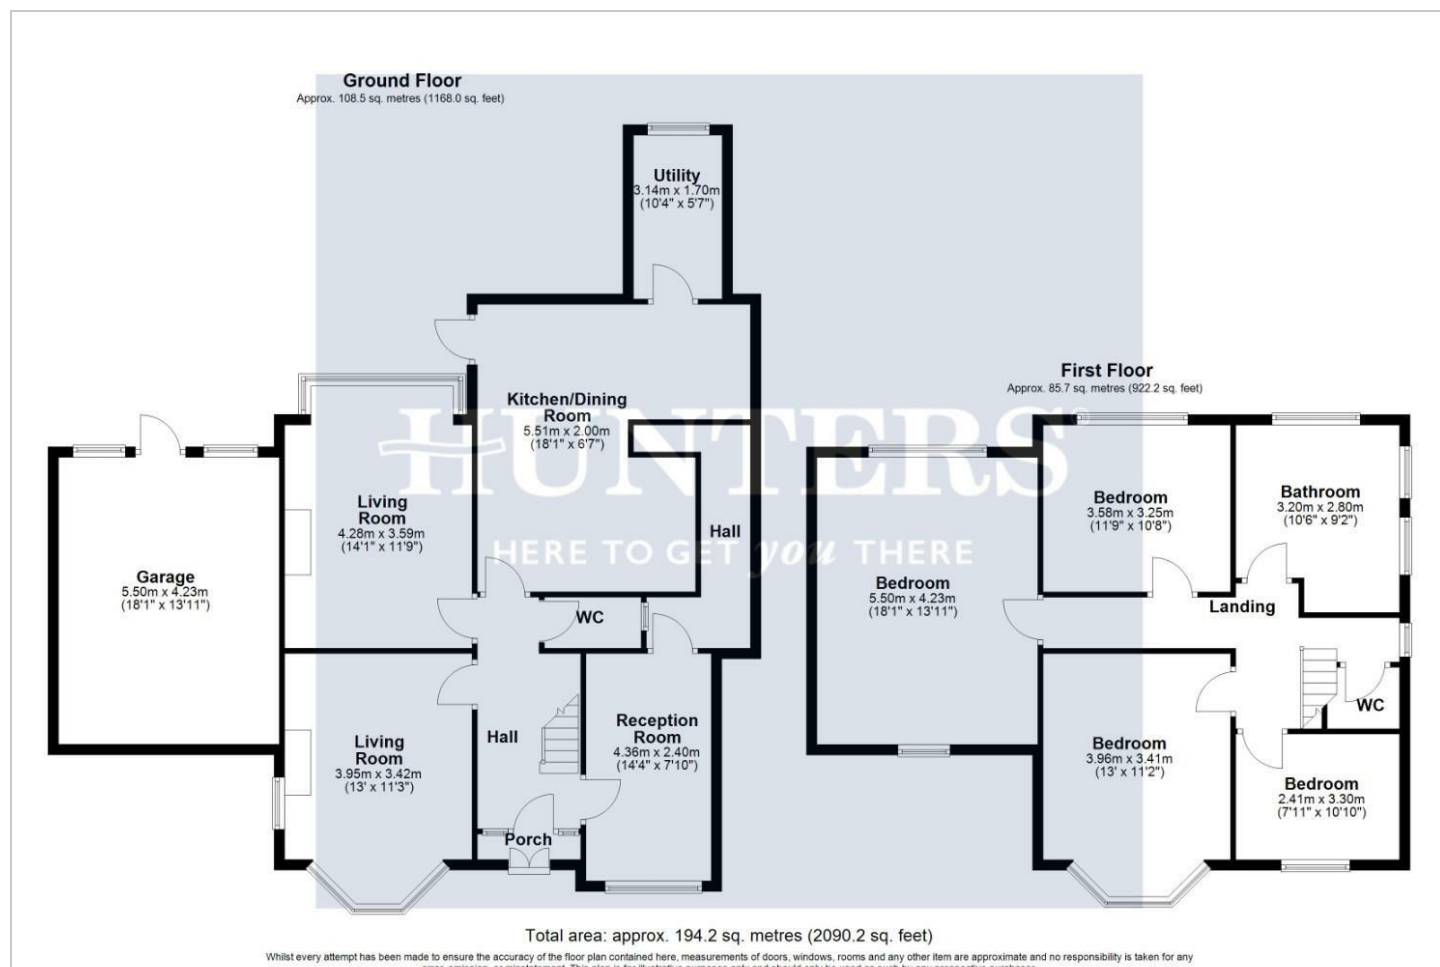 Ground Floor
Approx. 108.5 sq. metres (1168.0 sq. feet)
Utility
3.14m x 1.70m
(10'4" x 5'7")
Kitchen/Dining
Room
5.51m x 2.00m
(18'1" x 6'7")
Living
Room
4.28m x 3.59m
(14'1" x 11'9")
Hall
Garage
5.50m x 4.23m
(18'1" x 13'11")
WC
Living
Room
3.95m x 3.42m
(13' x 11'3")
Hall
Reception
Room
4.36m x 2.40m
(14'4" x 7'10")
Porch
First Floor
Approx. 85.7 sq. metres (922.2 sq. feet)
Bedroom
3.58m x 3.25m
(11'9" x 10'8")
Bathroom
3.20m x 2.80m
(10'6" x 9'2")
Bedroom
5.50m x 4.23m
(18'1" x 13'11")
Landing
WC
Bedroom
3.96m x 3.41m
(13' x 11'2")
Bedroom
2.41m x 3.30m
(7'11" x 10'10")
HUNTERS®
HERE TO GET you THERE
Total area: approx. 194.2 sq. metres (2090.2 sq. feet)
Whilst every attempt has been made to ensure the accuracy of the floor plan contained here, measurements of doors, windows, rooms and any other item are approximate and no responsibility is taken for any